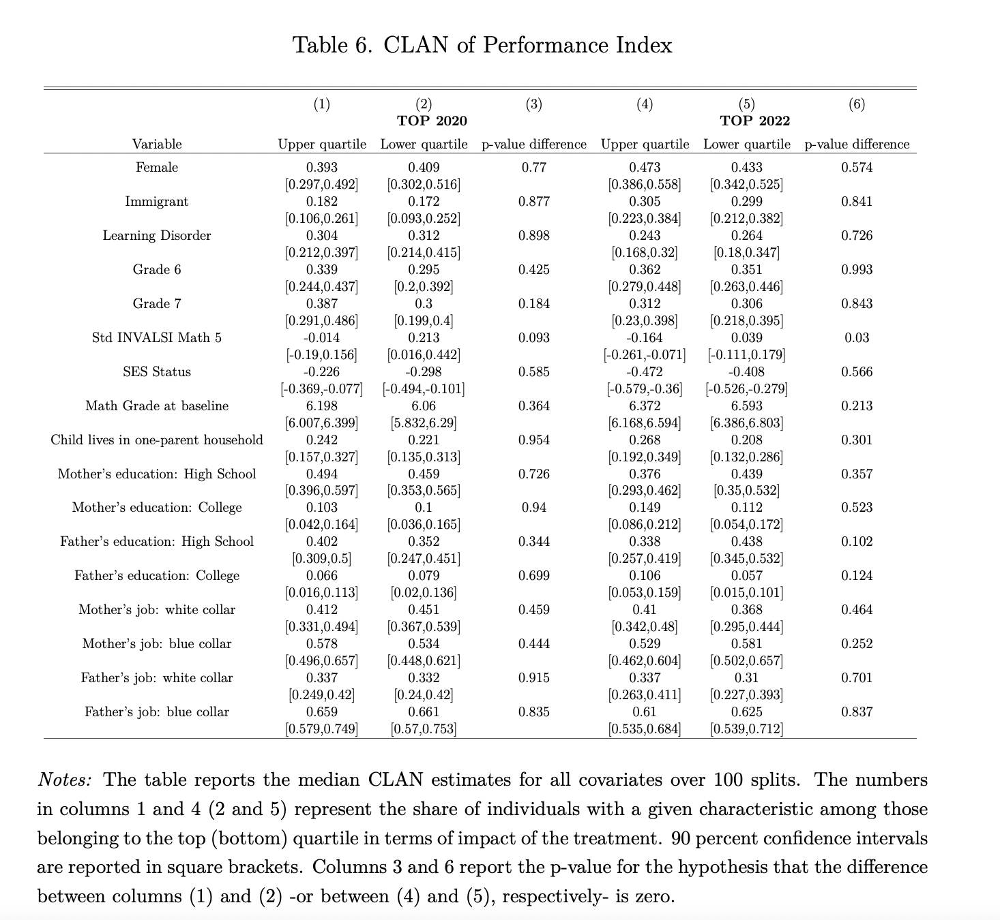 Table 6. CLAN of Performance Index
(1) (2) (3) (4) (5) (6)
TOP 2020 TOP 2022
Variable Upper quartile Lower quartile p-value difference Upper quartile Lower quartile p-value difference
Female 0.393 0.409 0.77 0.473 0.433 0.574
[0.297,0.492] [0.302,0.516] [0.386,0.558] [0.342,0.525]
Immigrant 0.182 0.172 0.877 0.305 0.299 0.841
[0.106,0.261] [0.093,0.252] [0.223,0.384] [0.212,0.382]
Learning Disorder 0.304 0.312 0.898 0.243 0.264 0.726
[0.212,0.397] [0.214,0.415] [0.168,0.32] [0.18,0.347]
Grade 6 0.339 0.295 0.425 0.362 0.351 0.993
[0.244,0.437] [0.2,0.392] [0.279,0.448] [0.263,0.446]
Grade 7 0.387 0.3 0.184 0.312 0.306 0.843
[0.291,0.486] [0.199,0.4] [0.23,0.398] [0.218,0.395]
Std INVALSI Math 5 -0.014 0.213 0.093 -0.164 0.039 0.03
[-0.19,0.156] [0.016,0.442] [-0.261,-0.071] [-0.111,0.179]
SES Status -0.226 -0.298 0.585 -0.472 -0.408 0.566
[-0.369,-0.077] [-0.494,-0.101] [-0.579,-0.36] [-0.526,-0.279]
Math Grade at baseline 6.198 6.06 0.364 6.372 6.593 0.213
[6.007,6.399] [5.832,6.29] [6.168,6.594] [6.386,6.803]
Child lives in one-parent household 0.242 0.221 0.954 0.268 0.208 0.301
[0.157,0.327] [0.135,0.313] [0.192,0.349] [0.132,0.286]
Mother's education: High School 0.494 0.459 0.726 0.376 0.439 0.357
[0.396,0.597] [0.353,0.565] [0.293,0.462] [0.35,0.532]
Mother's education: College 0.103 0.1 0.94 0.149 0.112 0.523
[0.042,0.164] [0.036,0.165] [0.086,0.212] [0.054,0.172]
Father's education: High School 0.402 0.352 0.344 0.338 0.438 0.102
[0.309,0.5] [0.247,0.451] [0.257,0.419] [0.345,0.532]
Father's education: College 0.066 0.079 0.699 0.106 0.057 0.124
[0.016,0.113] [0.02,0.136] [0.053,0.159] [0.015,0.101]
Mother's job: white collar 0.412 0.451 0.459 0.41 0.368 0.464
[0.331,0.494] [0.367,0.539] [0.342,0.48] [0.295,0.444]
Mother's job: blue collar 0.578 0.534 0.444 0.529 0.581 0.252
[0.496,0.657] [0.448,0.621] [0.462,0.604] [0.502,0.657]
Father's job: white collar 0.337 0.332 0.915 0.337 0.31 0.701
[0.249,0.42] [0.24,0.42] [0.263,0.411] [0.227,0.393]
Father's job: blue collar 0.659 0.661 0.835 0.61 0.625 0.837
[0.579,0.749] [0.57,0.753] [0.535,0.684] [0.539,0.712]
Notes: The table reports the median CLAN estimates for all covariates over 100 splits. The numbers
in columns 1 and 4 (2 and 5) represent the share of individuals with a given characteristic among those
belonging to the top (bottom) quartile in terms of impact of the treatment. 90 percent confidence intervals
are reported in square brackets. Columns 3 and 6 report the p-value for the hypothesis that the difference
between columns (1) and (2) -or between (4) and (5), respectively- is zero.